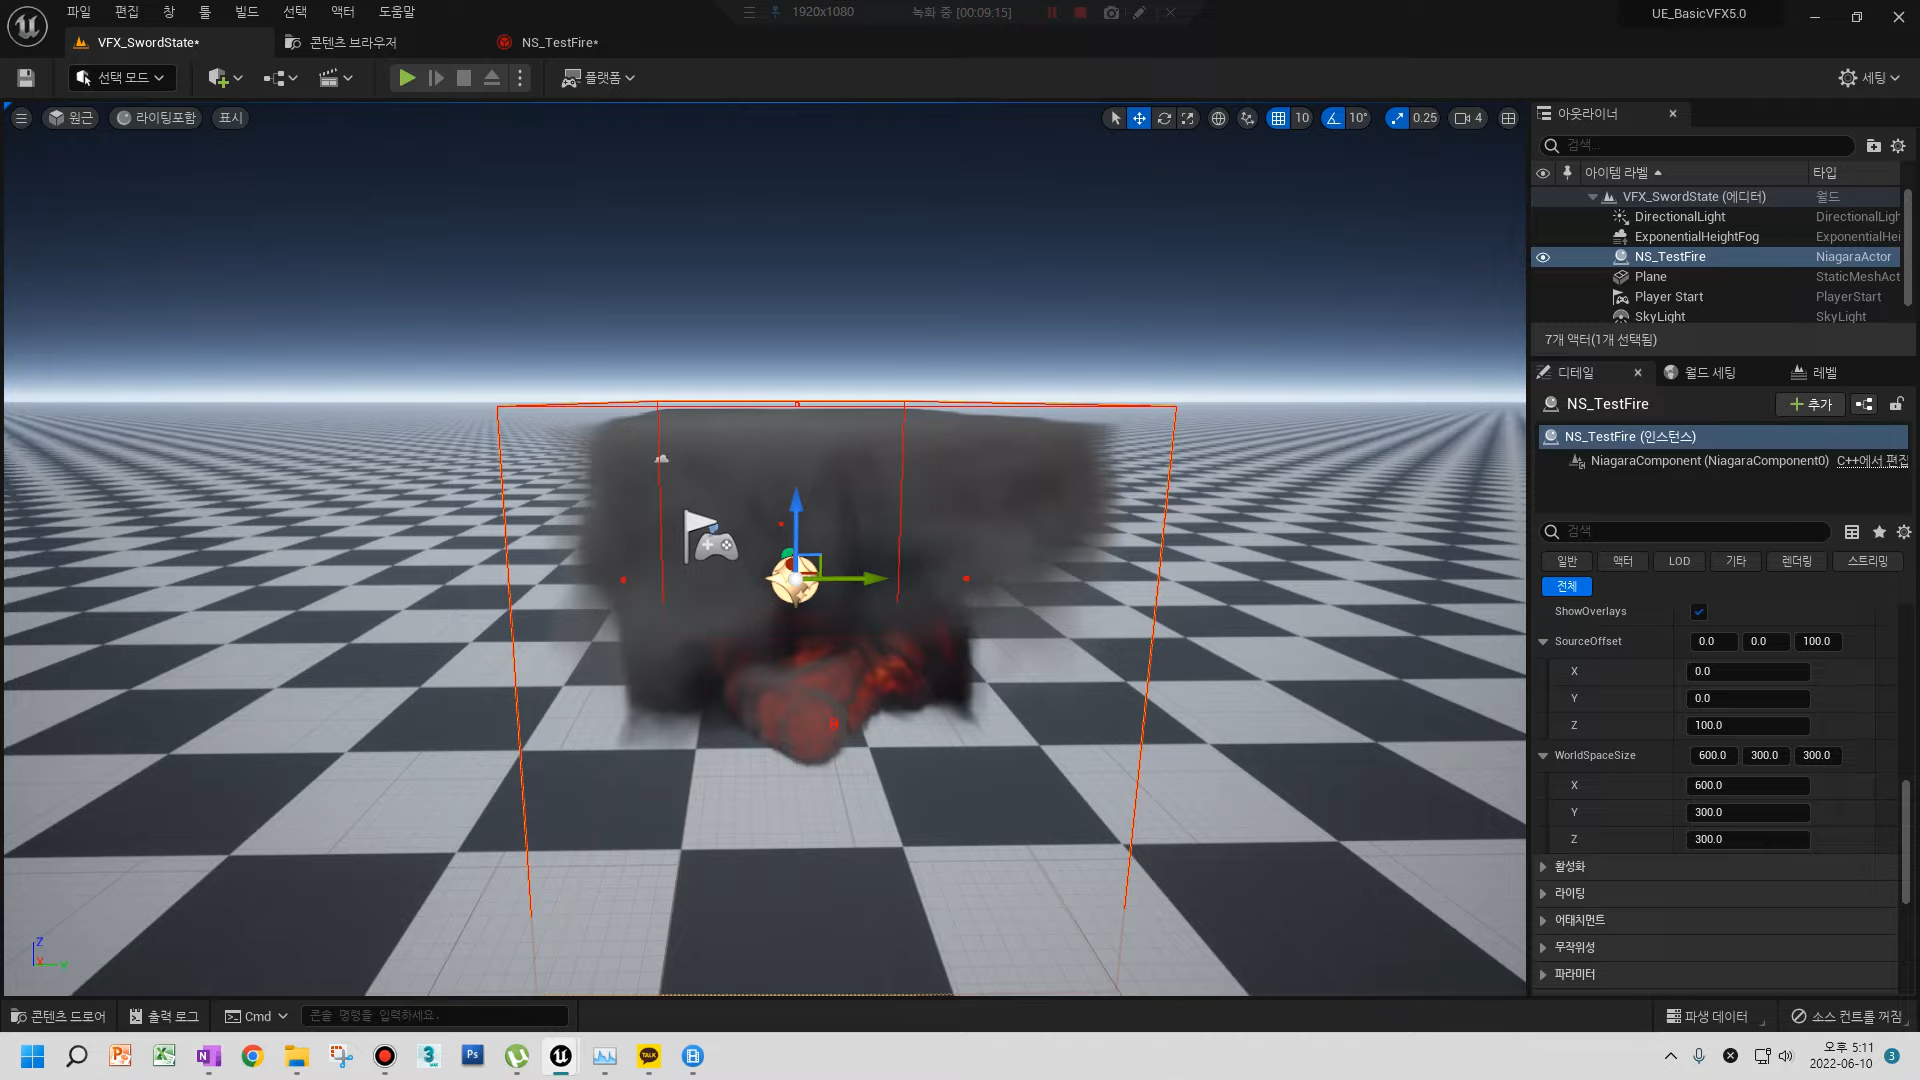 파일 편집 창 툴 빌드 선택 액터 도움말
1920x1080
녹화 중 [00:09:15]
UE_BasicVFX5.0
VFX_SwordState*
콘텐츠 브라우저
NS_TestFire*
선택 모드
플랫폼
세팅
원근
라이팅포함
표시
10
10°
0.25
4
아웃라이너
검색...
아이템 라벨
타입
VFX_SwordState (에디터) 월드
DirectionalLight DirectionalLigh
ExponentialHeightFog ExponentialHei
NS_TestFire NiagaraActor
Plane StaticMeshAct
Player Start PlayerStart
SkyLight SkyLight
7개 액터(1개 선택됨)
디테일
월드 세팅
레벨
NS_TestFire
추가
NS_TestFire (인스턴스)
NiagaraComponent (NiagaraComponent0) C++에서 편집
검색
일반 액터 LOD 기타 렌더링 스트리밍
전체
ShowOverlays
SourceOffset 0.0 0.0 100.0
X 0.0
Y 0.0
Z 100.0
WorldSpaceSize 600.0 300.0 300.0
X 600.0
Y 300.0
Z 300.0
활성화
라이팅
어태치먼트
무작위성
파라미터
Z
X
Y
콘텐츠 드로어
출력 로그
Cmd
콘솔 명령을 입력하세요.
파생 데이터
소스 컨트롤 꺼짐
오후 5:11
2022-06-10
3